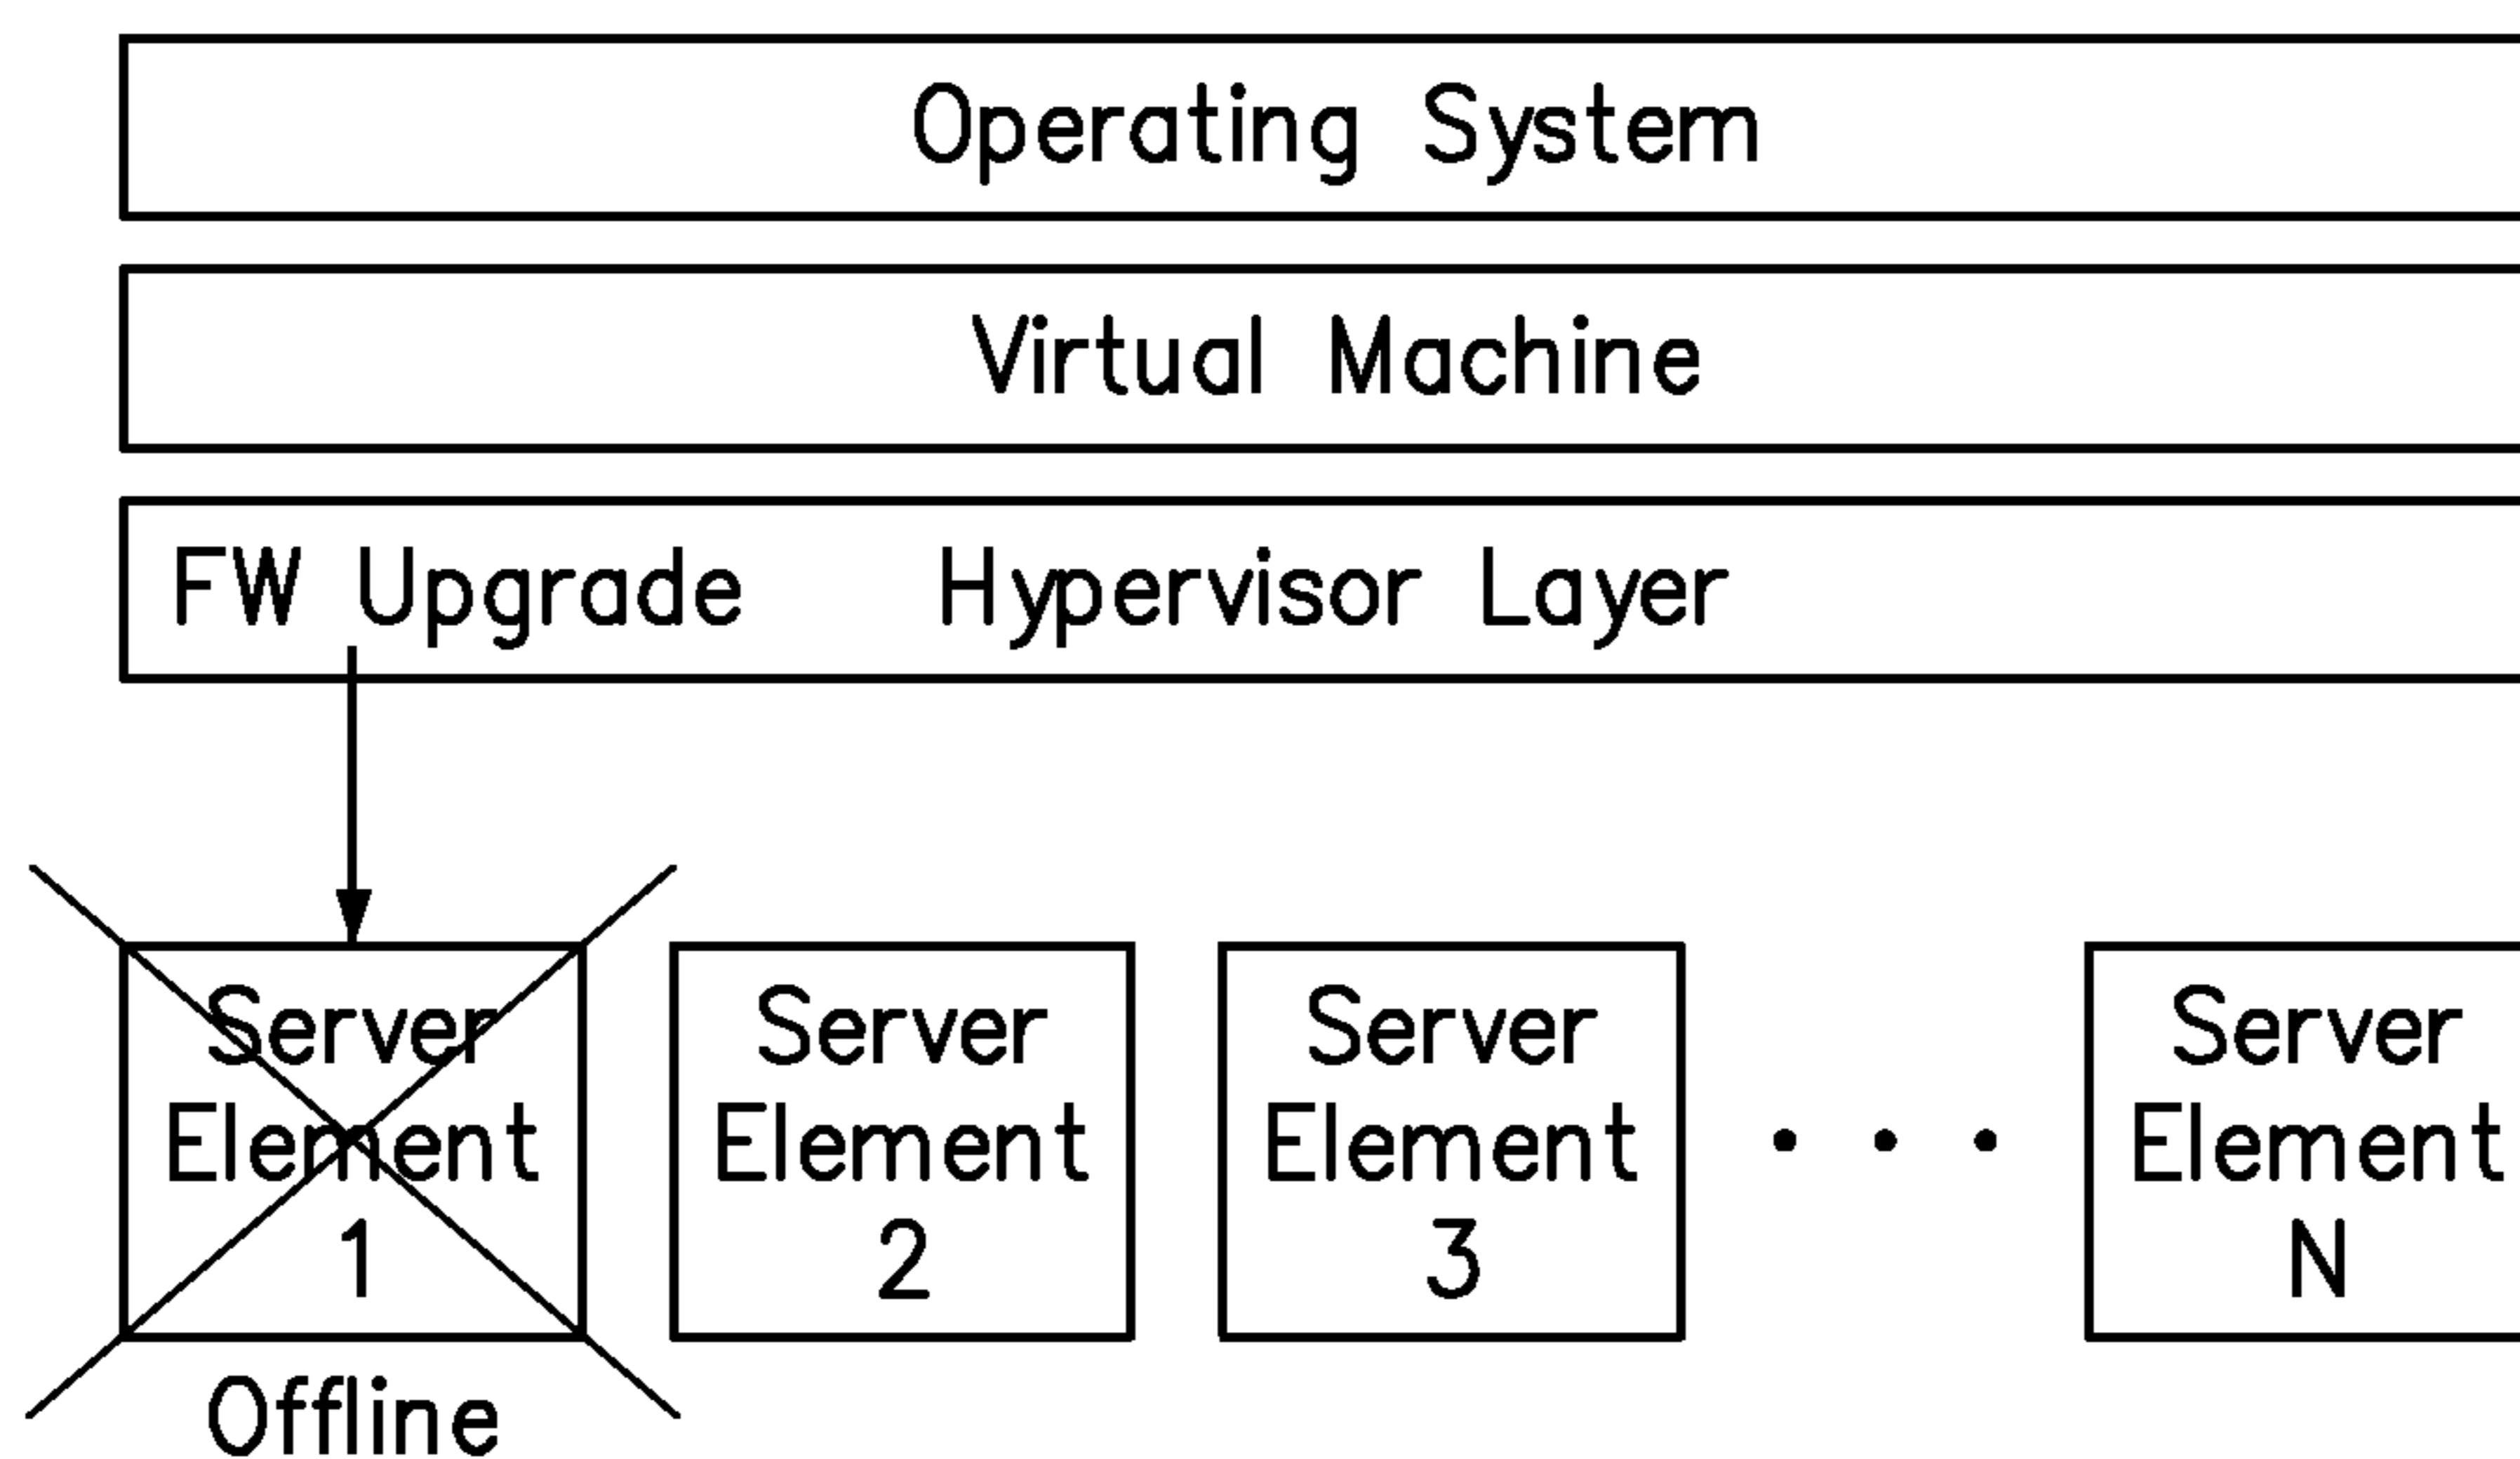 Operating System
Virtual Machine
FW Upgrade Hypervisor Layer
Server Element 1
Server Element 2
Server Element 3
. . .
Server Element N
Offline